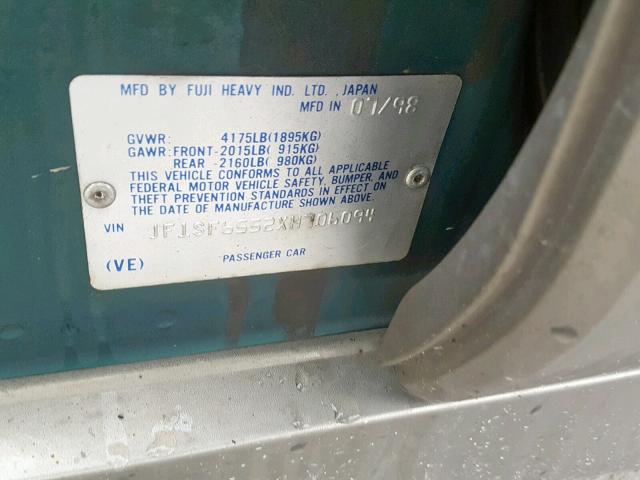 MFD BY FUJI HEAVY IND. LTD. ,JAPAN
MFD IN 07/98
GVWR: 4175LB(1895KG)
GAWR:FRONT-2015LB( 915KG)
REAR -2160LB( 980KG)
THIS VEHICLE CONFORMS TO ALL APPLICABLE
FEDERAL MOTOR VEHICLE SAFETY, BUMPER, AND
THEFT PREVENTION STANDARDS IN EFFECT ON
THE DATE OF MANUFACTURE SHOWN ABOVE.
VIN
(VE) PASSENGER CAR